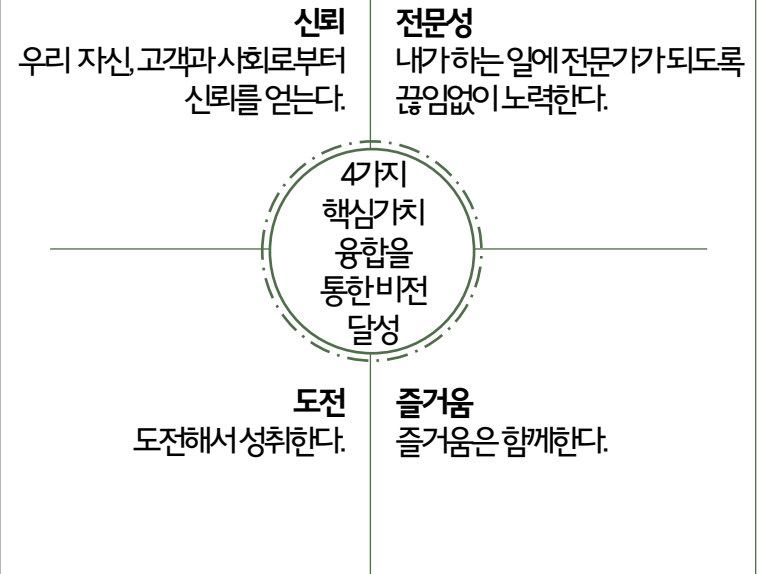 신뢰
우리 자신, 고객과 사회로부터
신뢰를 얻는다.
전문성
내가 하는 일에 전문가가 되도록
끊임없이 노력한다.
4가지
핵심가치
융합을
통한 비전
달성
도전
도전해서 성취한다.
즐거움
즐거움은 함께한다.